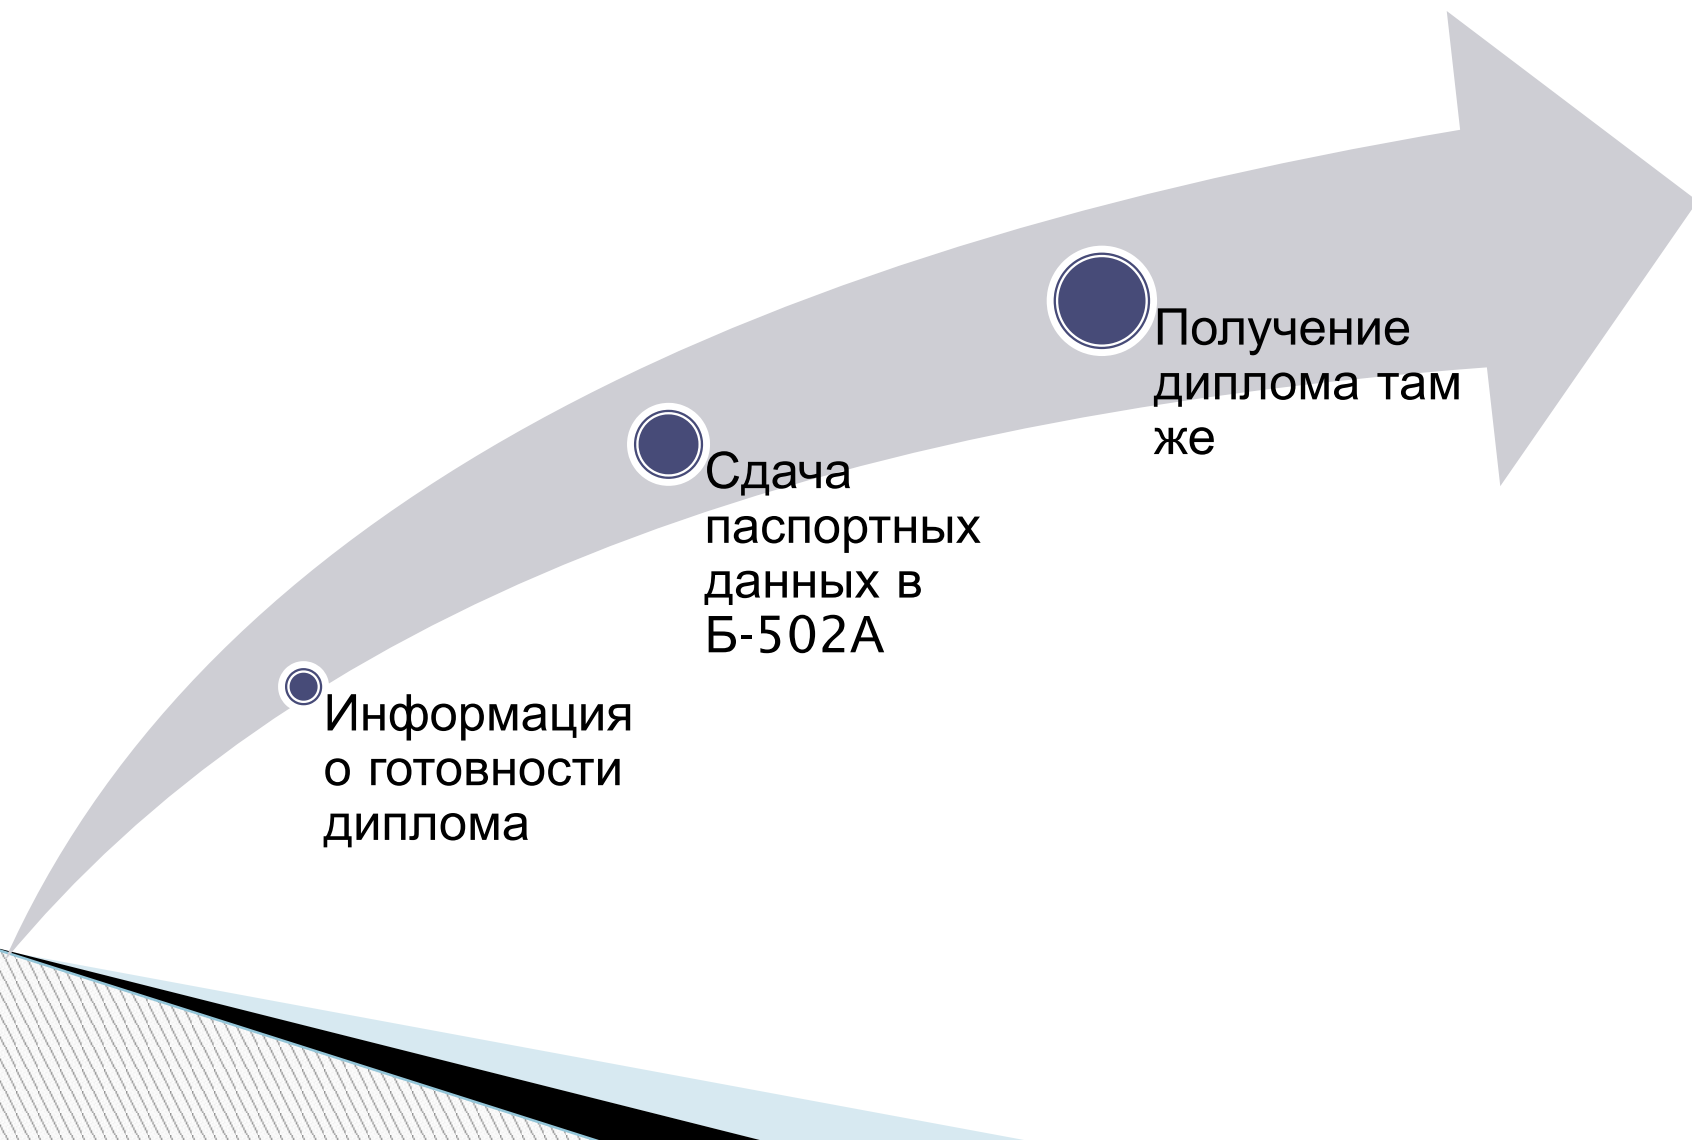 Информация
о готовности
диплома
Сдача
паспортных
данных в
Б-502А
Получение
диплома там
же